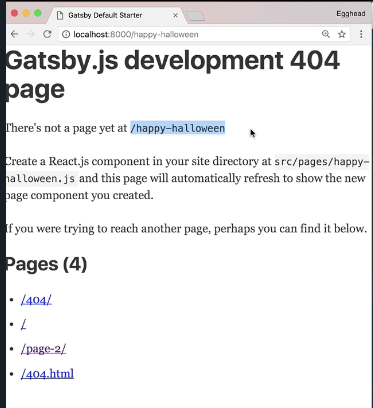 Gatsby Default Starter
Egghead
localhost:8000/happy-halloween
Gatsby.js development 404
page
There's not a page yet at /happy-halloween
Create a React.js component in your site directory at src/pages/happy-
halloween.js and this page will automatically refresh to show the new
page component you created.
If you were trying to reach another page, perhaps you can find it below.
Pages (4)
/404/
/
/page-2/
/404.html